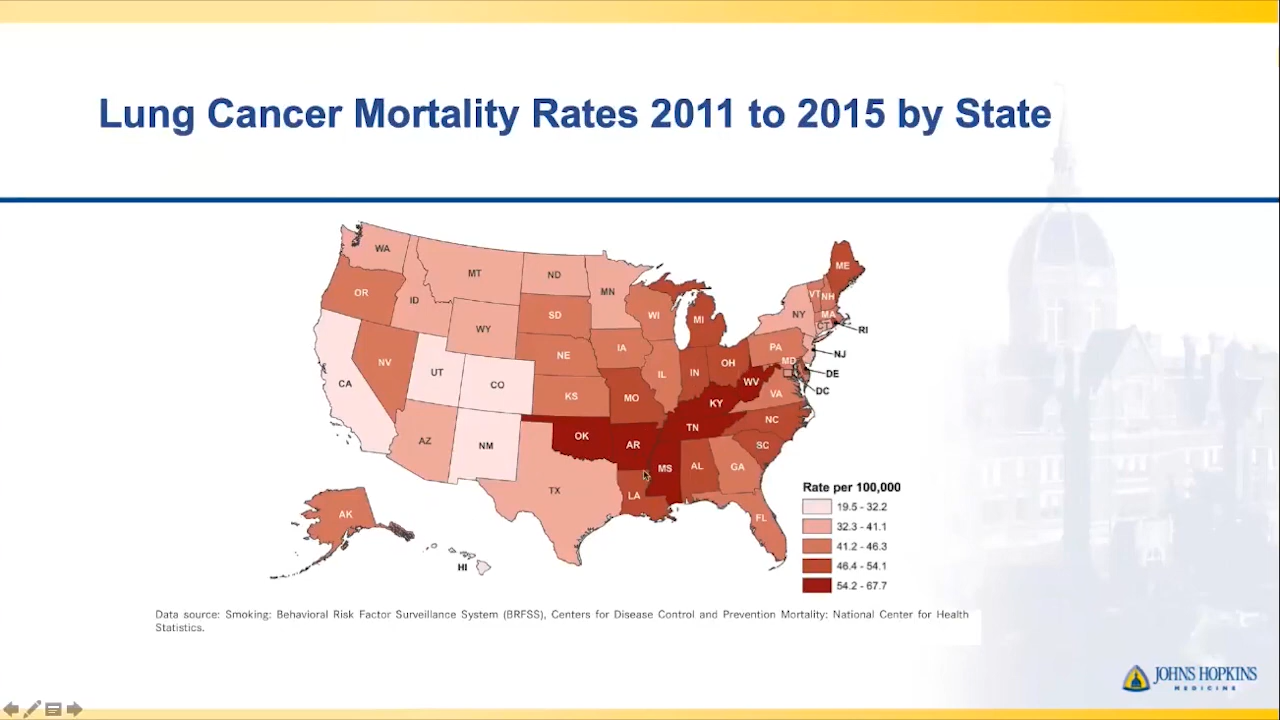 Lung Cancer Mortality Rates 2011 to 2015 by State
WA
MT
ND
MN
ME
OR
ID
SD
WI
MI
VT
NH
NY
MA
CT
RI
WY
IA
PA
NJ
NV
NE
IL
IN
OH
MD
DE
UT
CO
KS
MO
WV
VA
DC
CA
KY
AZ
NM
OK
AR
TN
NC
SC
MS
AL
GA
TX
LA
FL
AK
HI
Rate per 100,000
19.5 - 32.2
32.3 - 41.1
41.2 - 46.3
46.4 - 54.1
54.2 - 67.7
Data source: Smoking: Behavioral Risk Factor Surveillance System (BRFSS), Centers for Disease Control and Prevention Mortality: National Center for Health
Statistics.
JOHNS HOPKINS
MEDICINE